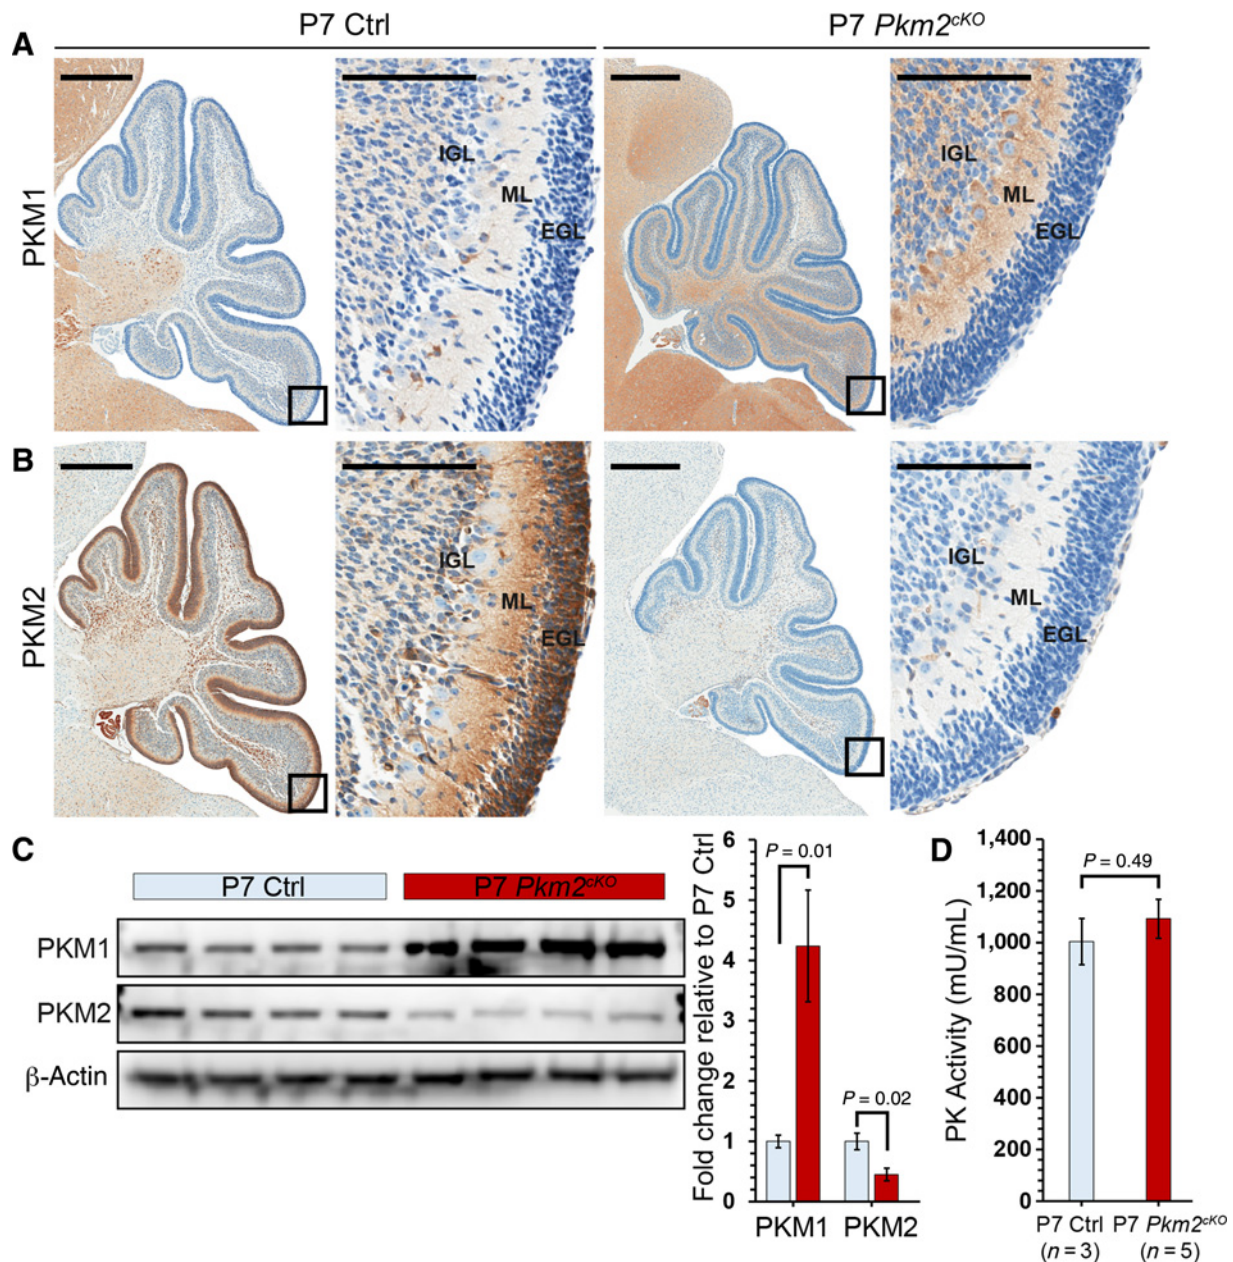 P7 Ctrl
P7 Pkm2cKO
A
PKM1
IGL
ML
EGL
IGL
ML
EGL
B
PKM2
IGL
ML
EGL
IGL
ML
EGL
C
P7 Ctrl
P7 Pkm2cKO
PKM1
PKM2
β-Actin
Fold change relative to P7 Ctrl
6
5
4
3
2
1
0
P = 0.01
P = 0.02
PKM1
PKM2
D
PK Activity (mU/mL)
1,400
1,200
1,000
800
600
400
200
0
P = 0.49
P7 Ctrl
(n = 3)
P7 Pkm2cKO
(n = 5)